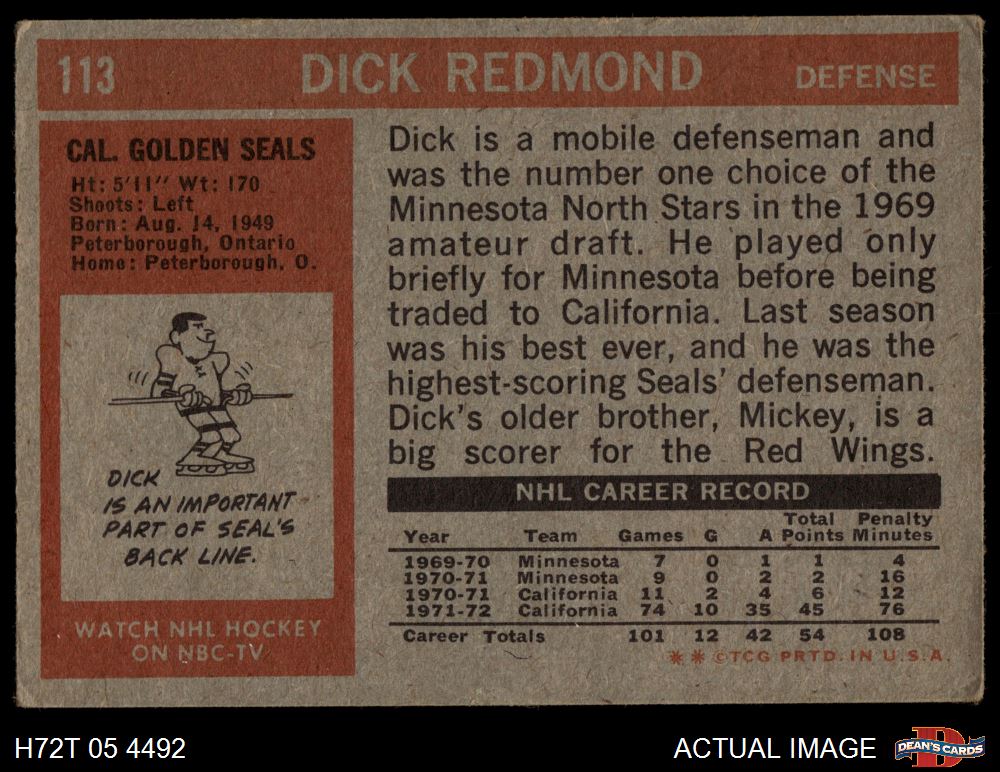 113 DICK REDMOND DEFENSE
CAL. GOLDEN SEALS
Ht: 5'11" Wt: 170
Shoots: Left
Born: Aug. 14, 1949
Peterborough, Ontario
Home: Peterborough, O.
DICK
IS AN IMPORTANT
PART OF SEAL'S
BACK LINE.
WATCH NHL HOCKEY
ON NBC-TV
Dick is a mobile defenseman and
was the number one choice of the
Minnesota North Stars in the 1969
amateur draft. He played only
briefly for Minnesota before being
traded to California. Last season
was his best ever, and he was the
highest-scoring Seals' defenseman.
Dick's older brother, Mickey, is a
big scorer for the Red Wings.
NHL CAREER RECORD
Total Penalty
Year Team Games G A Points Minutes
1969-70 Minnesota 7 0 1 1 4
1970-71 Minnesota 9 0 2 2 16
1970-71 California 11 2 4 6 12
1971-72 California 74 10 35 45 76
Career Totals 101 12 42 54 108
* * ©TCG PRTD. IN U.S.A.
H72T 05 4492 ACTUAL IMAGE D DEAN'S CARDS